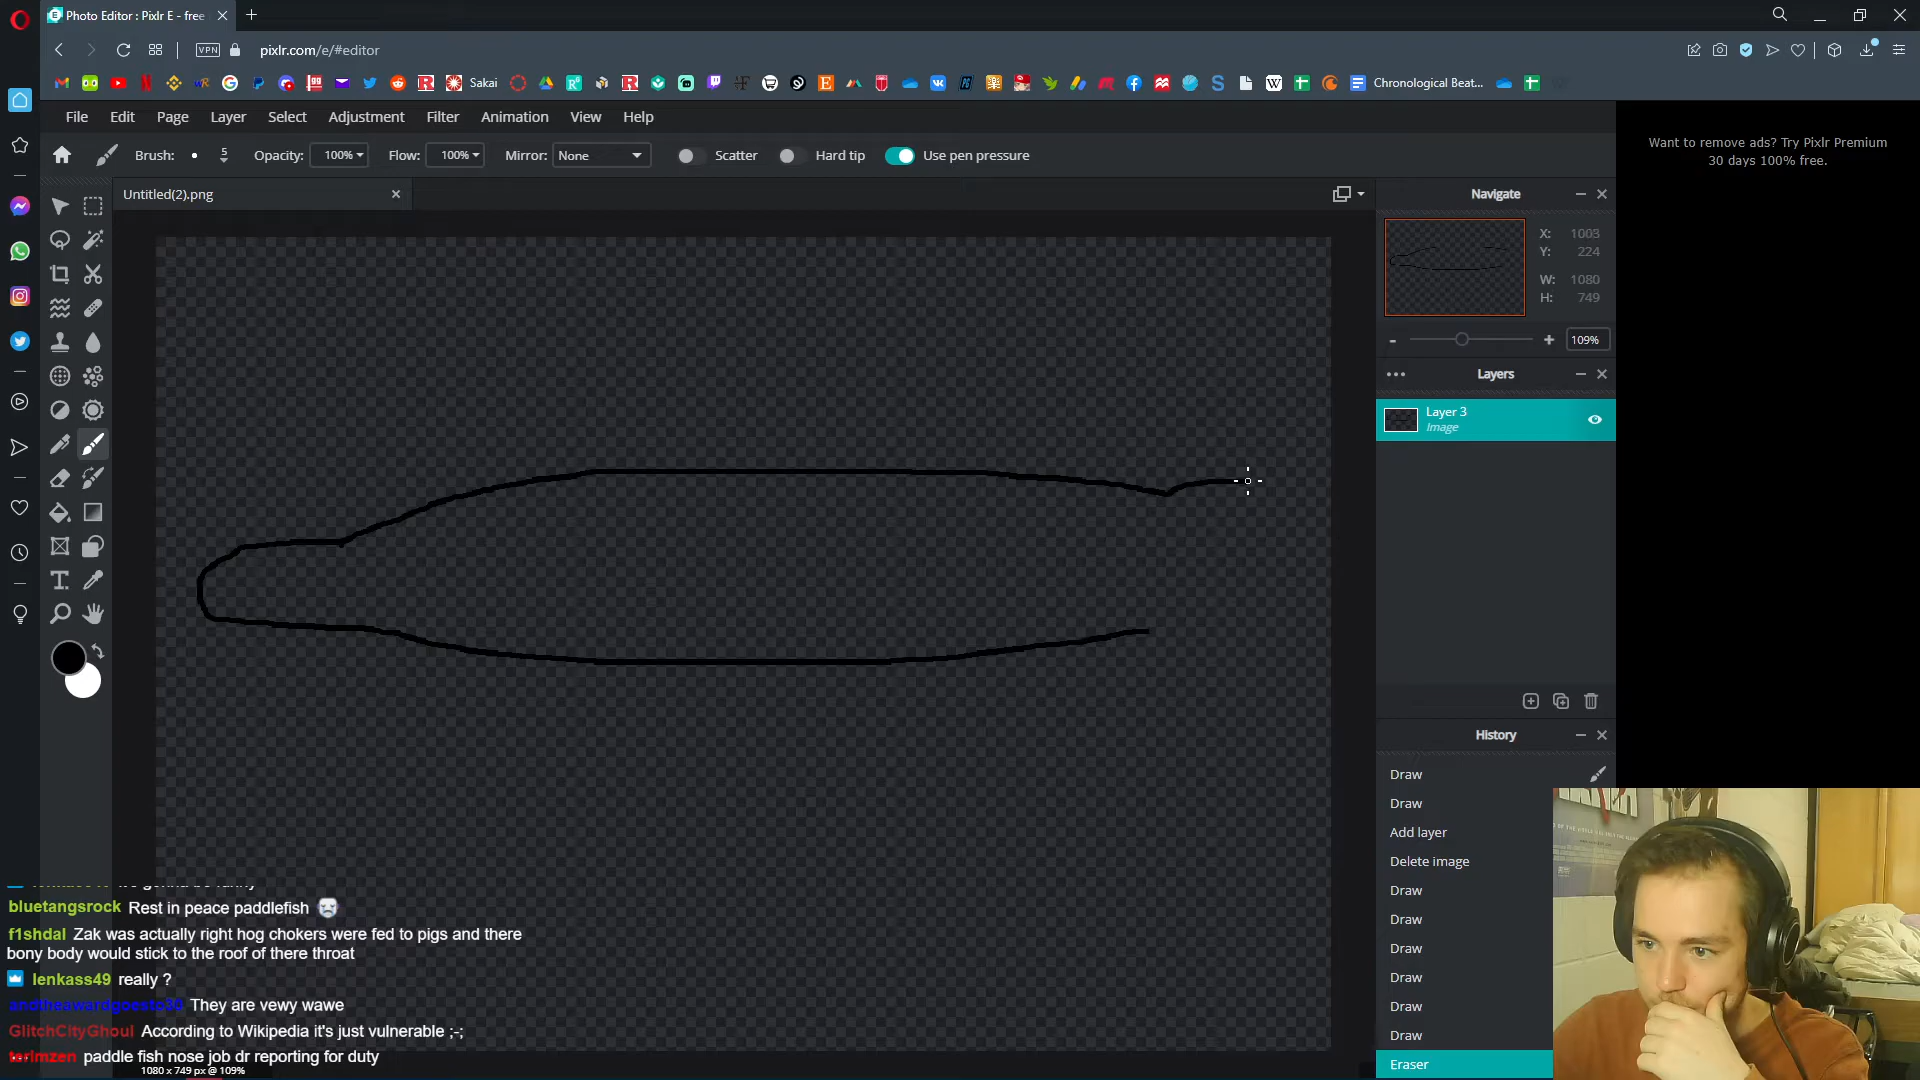 Photo Editor : Pixlr E - free
VPN
pixlr.com/e/#editor
Sakai
Chronological Beat...
File Edit Page Layer Select Adjustment Filter Animation View Help
Brush: 5 Opacity: 100% Flow: 100% Mirror: None Scatter Hard tip Use pen pressure
Want to remove ads? Try Pixlr Premium
30 days 100% free.
Untitled(2).png
Navigate
X: 1003
Y: 224
W: 1080
H: 749
109%
Layers
Layer 3
Image
History
Draw
Draw
Add layer
Delete image
Draw
Draw
Draw
Draw
Draw
Draw
Eraser
bluetangsrock Rest in peace paddlefish
f1shdal Zak was actually right hog chokers were fed to pigs and there
bony body would stick to the roof of there throat
lenkass49 really ?
andtheawardgoesto30 They are vewy wawe
GlitchCityGhoul According to Wikipedia it's just vulnerable ;-;
terimzen paddle fish nose job dr reporting for duty
1080 x 749 px @ 109%